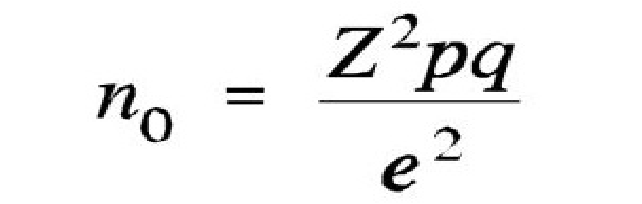 n₀ = Z²pq / e²